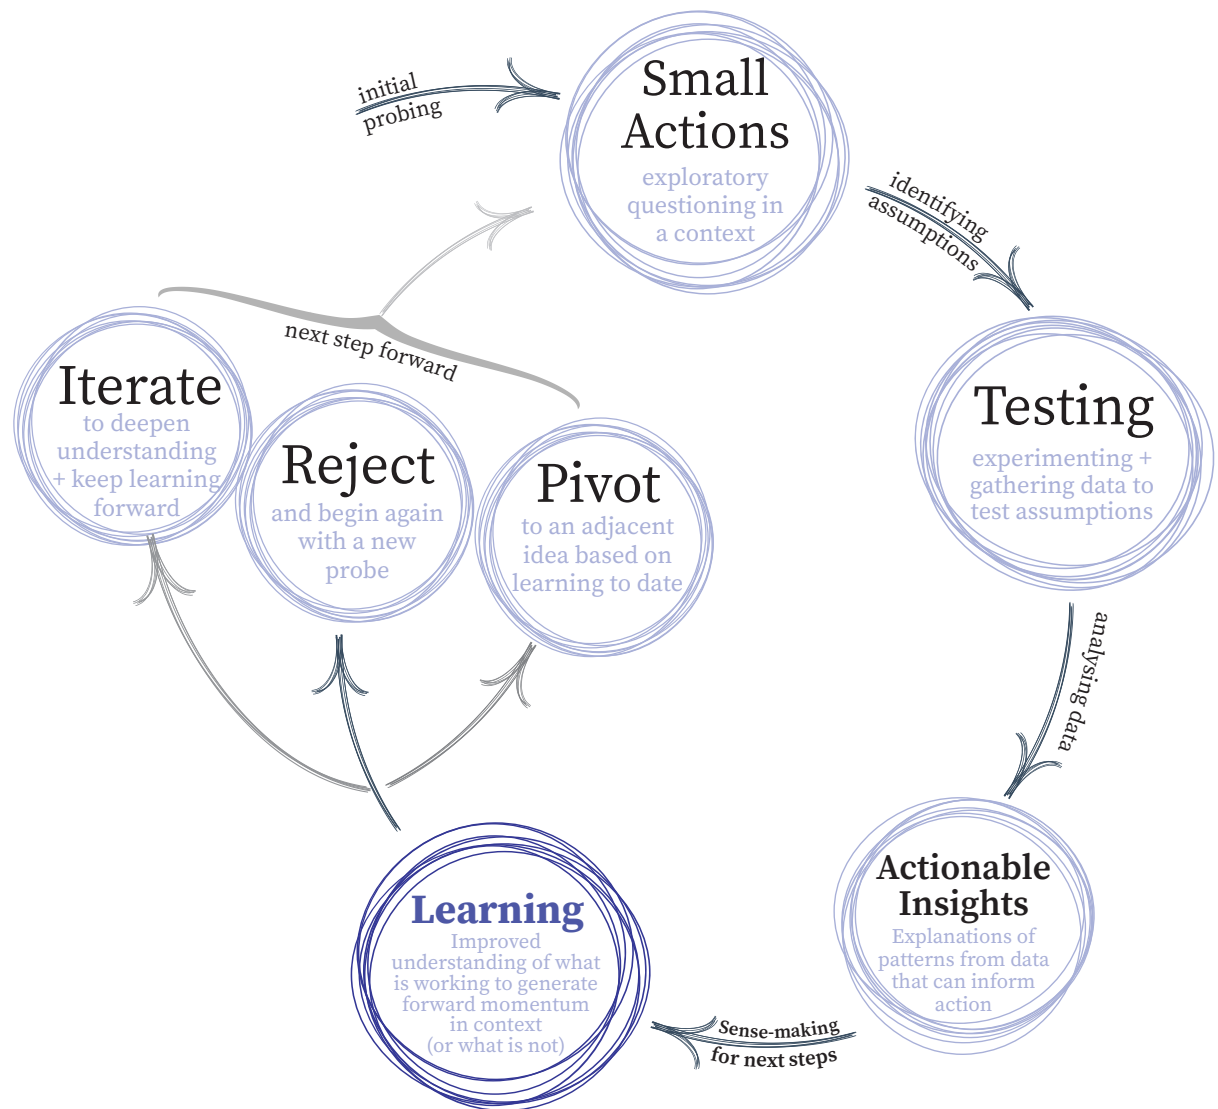 initial
probing
Small
Actions
exploratory
questioning in
a context
identifying
assumptions
Testing
experimenting +
gathering data to
test assumptions
analysing data
Actionable
Insights
Explanations of
patterns from data
that can inform
action
Sense-making
for next steps
Learning
Improved
understanding of what
is working to generate
forward momentum
in context
(or what is not)
Iterate
to deepen
understanding
+ keep learning
forward
Reject
and begin again
with a new
probe
Pivot
to an adjacent
idea based on
learning to date
next step forward